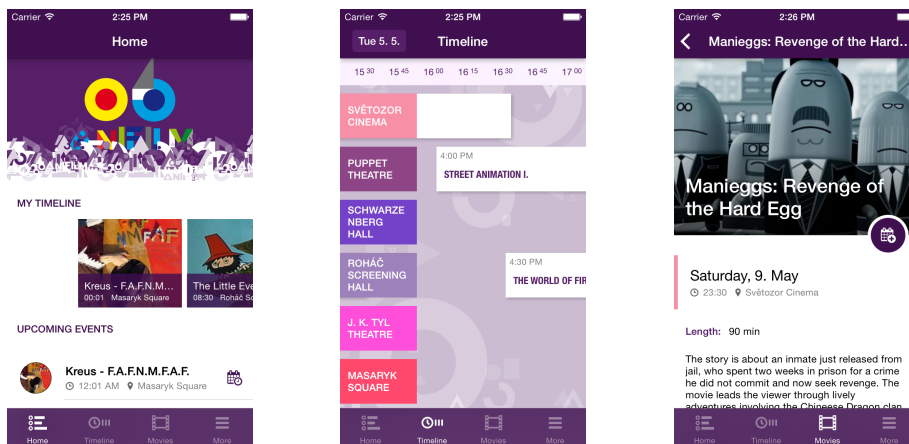 Carrier 2:25 PM
Home
ANIFILM
MY TIMELINE
Kreus - F.A.F.N.M...
00:01 Masaryk Square
The Little Eve
08:30 Roháč Sc
UPCOMING EVENTS
Kreus - F.A.F.N.M.F.A.F.
12:01 AM Masaryk Square
Home Timeline Movies More
Carrier 2:25 PM
Tue 5. 5. Timeline
15 30 15 45 16 00 16 15 16 30 16 45 17 00
SVĚTOZOR
CINEMA
4:00 PM
PUPPET
THEATRE
STREET ANIMATION I.
SCHWARZE
NBERG
HALL
4:30 PM
ROHÁČ
SCREENING
HALL
THE WORLD OF FIR
J. K. TYL
THEATRE
MASARYK
SQUARE
Home Timeline Movies More
Carrier 2:26 PM
Manieggs: Revenge of the Hard...
Manieggs: Revenge of
the Hard Egg
Saturday, 9. May
23:30 Světozor Cinema
Length: 90 min
The story is about an inmate just released from
jail, who spent two weeks in prison for a crime
he did not commit and now seek revenge. The
movie leads the viewer through lively
adventures involving the Chineese Dragon clan
Home Timeline Movies More